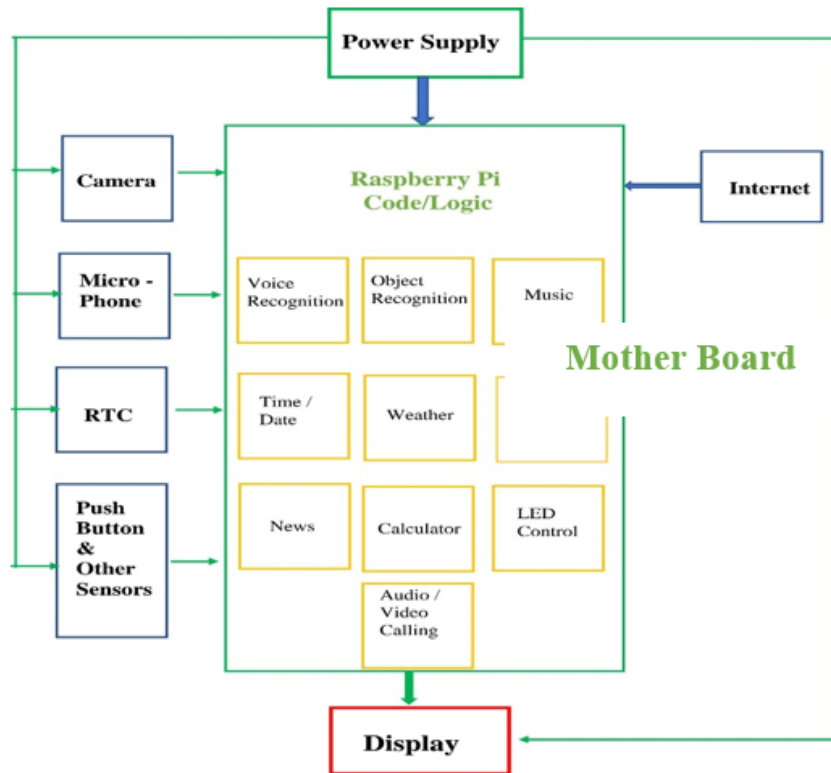 Power Supply
Camera
Raspberry Pi
Code/Logic
Internet
Micro -
Phone
Voice
Recognition
Object
Recognition
Music
Mother Board
RTC
Time /
Date
Weather
Push
Button
&
Other
Sensors
News
Calculator
LED
Control
Audio /
Video
Calling
Display